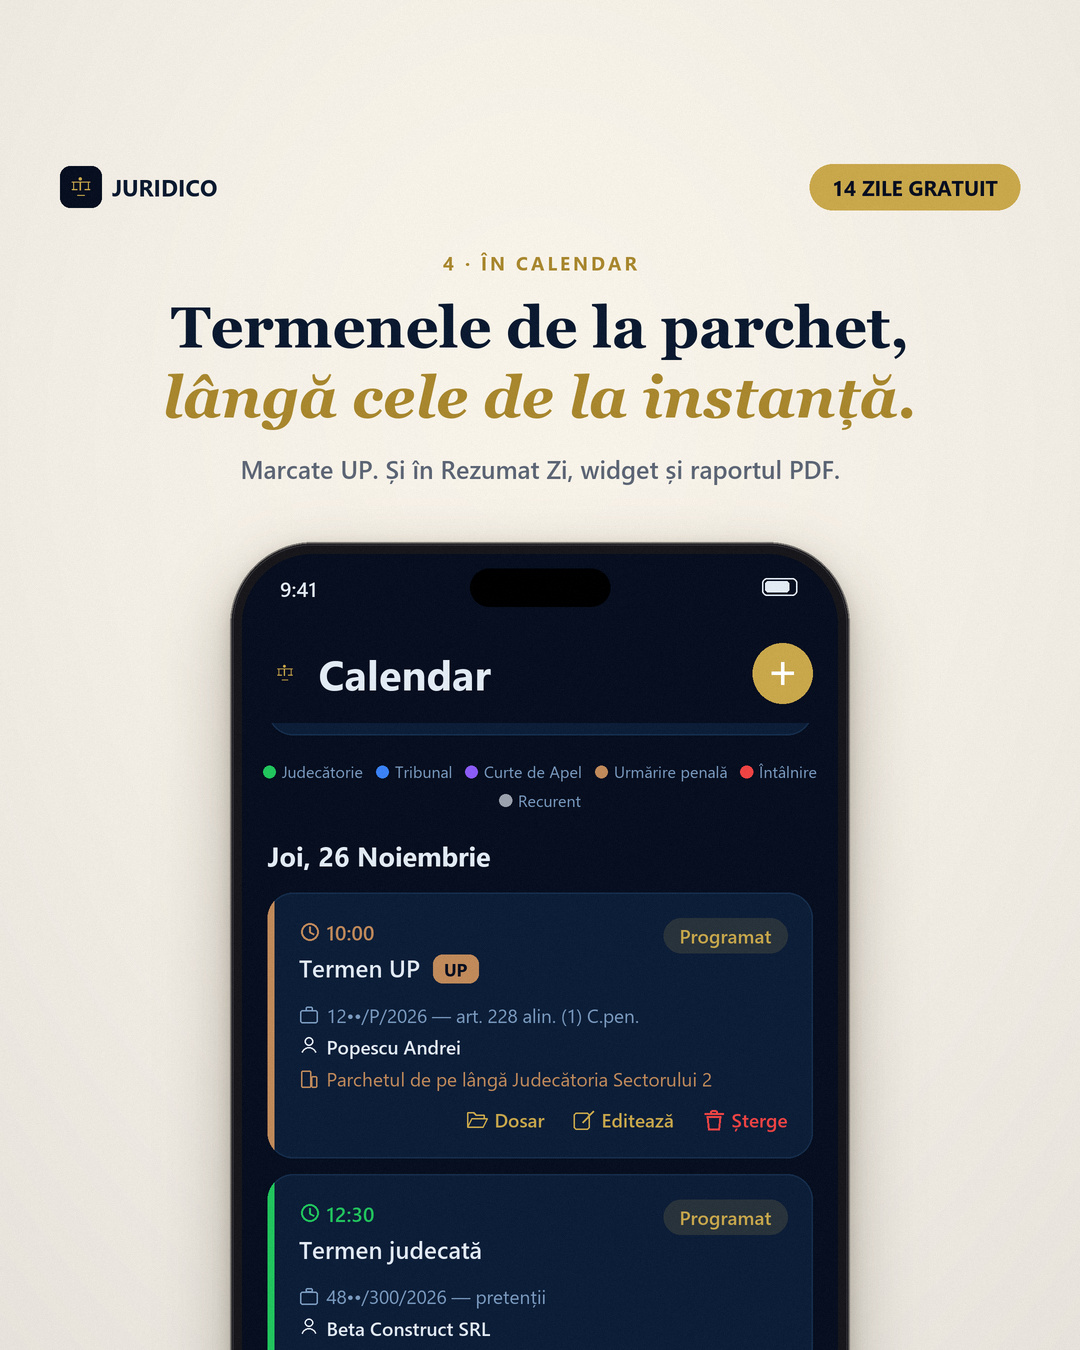 JURIDICO
14 ZILE GRATUIT
4 · ÎN CALENDAR
Termenele de la parchet,
lângă cele de la instanță.
Marcate UP. Și în Rezumat Zi, widget și raportul PDF.
9:41
Calendar
Judecătorie Tribunal Curte de Apel Urmărire penală Întâlnire
Recurent
Joi, 26 Noiembrie
10:00 Programat
Termen UP UP
12••/P/2026 — art. 228 alin. (1) C.pen.
Popescu Andrei
Parchetul de pe lângă Judecătoria Sectorului 2
Dosar Editează Șterge
12:30 Programat
Termen judecată
48••/300/2026 — pretenții
Beta Construct SRL